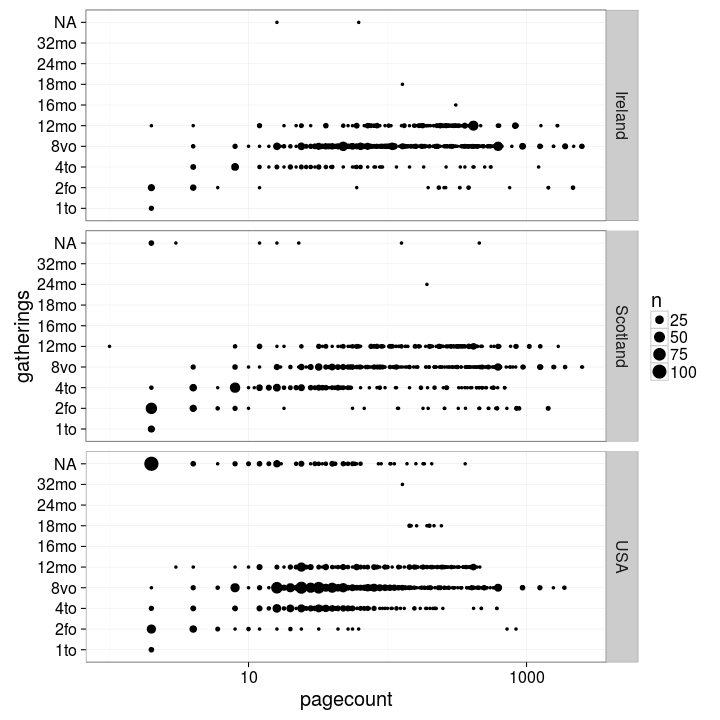 NA
32mo
24mo
18mo
16mo
12mo
8vo
4to
2fo
1to
Ireland
NA
32mo
24mo
18mo
16mo
12mo
8vo
4to
2fo
1to
Scotland
NA
32mo
24mo
18mo
16mo
12mo
8vo
4to
2fo
1to
USA
gatherings
10
1000
pagecount
n
25
50
75
100